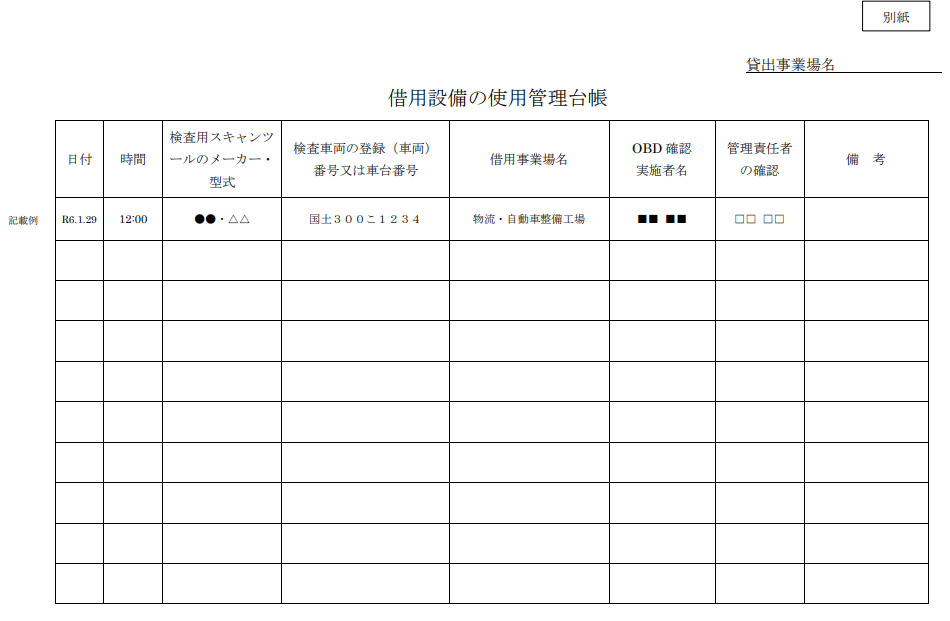 別紙
貸出事業場名
借用設備の使用管理台帳
日付
時間
検査用スキャンツ
ールのメーカー・
型式
検査車両の登録（車両）
番号又は車台番号
借用事業場名
OBD 確認
実施者名
管理責任者
の確認
備　考
記載例
R6.1.29
12:00
●●・△△
国土３００こ１２３４
物流・自動車整備工場
■■ ■■
□□ □□